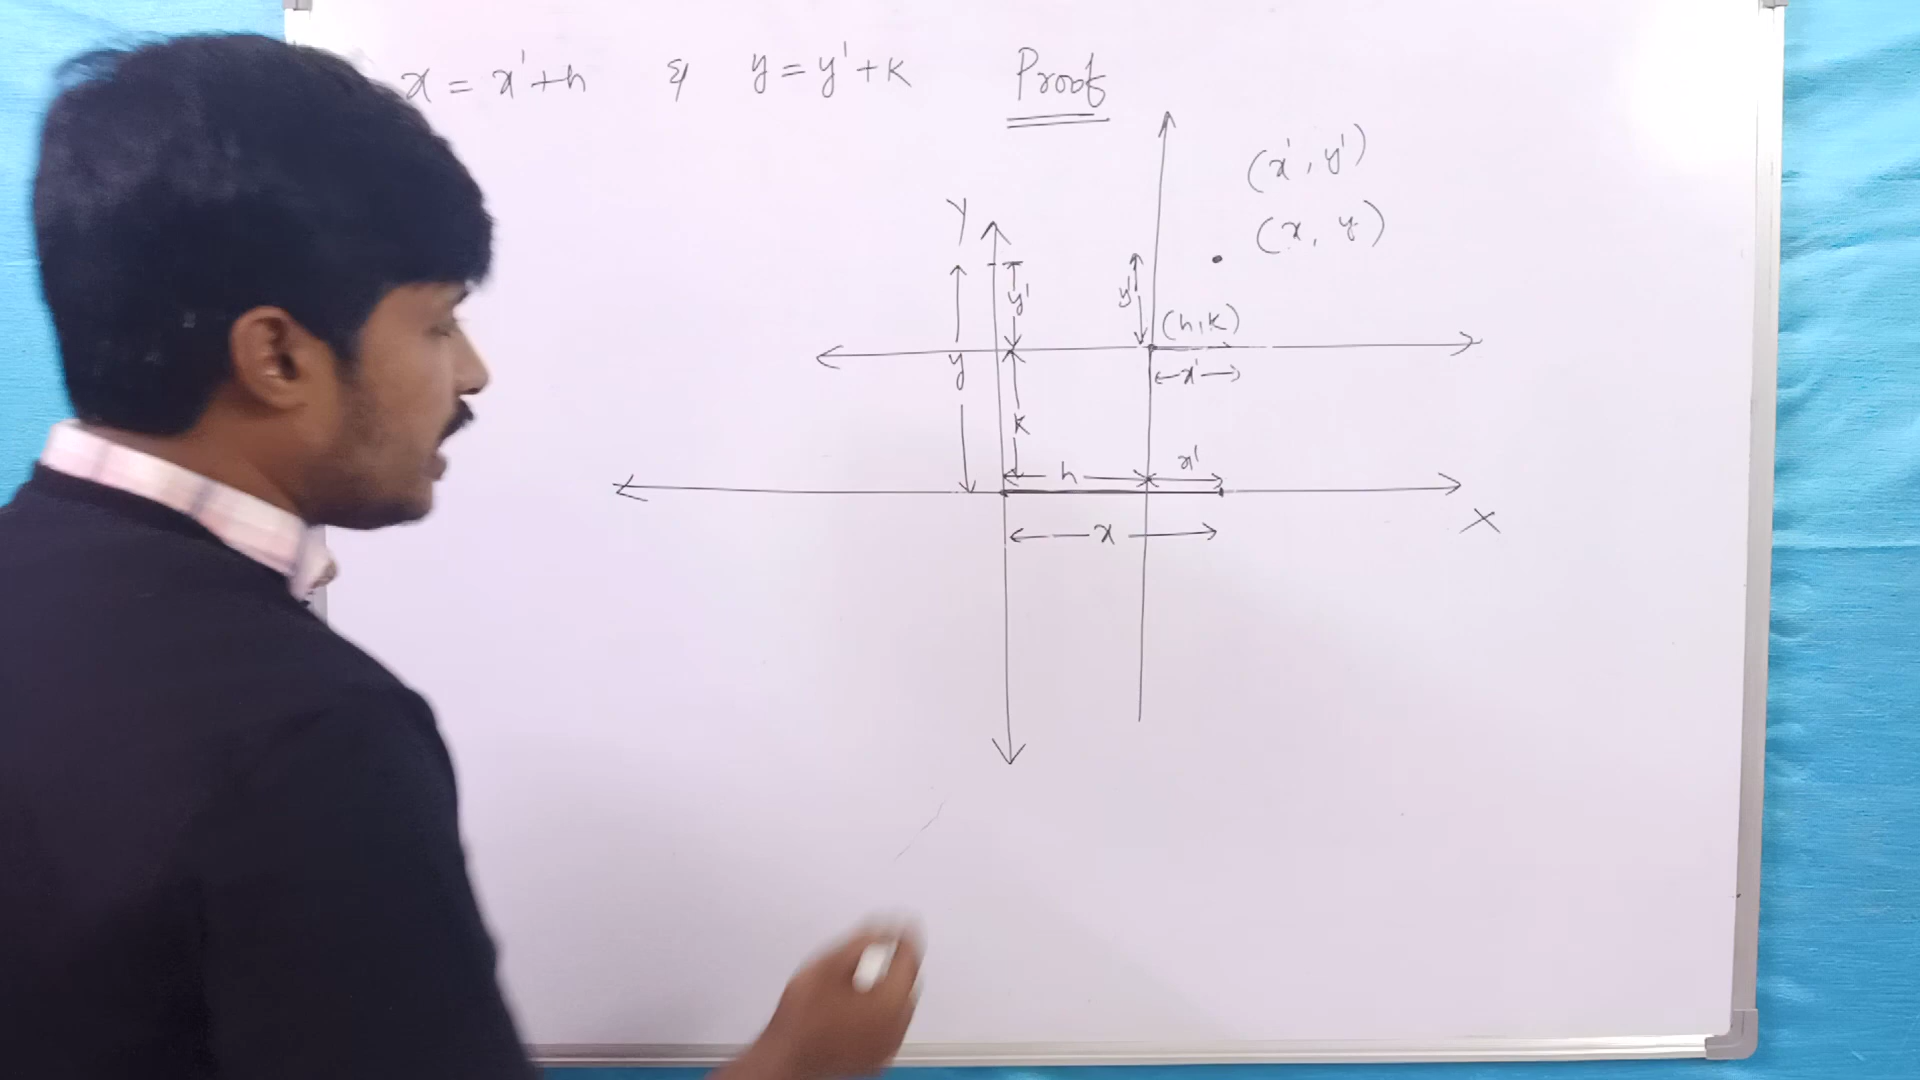 x = x' + h & y = y' + k Proof
(x', y')
Y
(x, y)
y'
y'
(h, k)
y
x'
k
x'
h
X
x